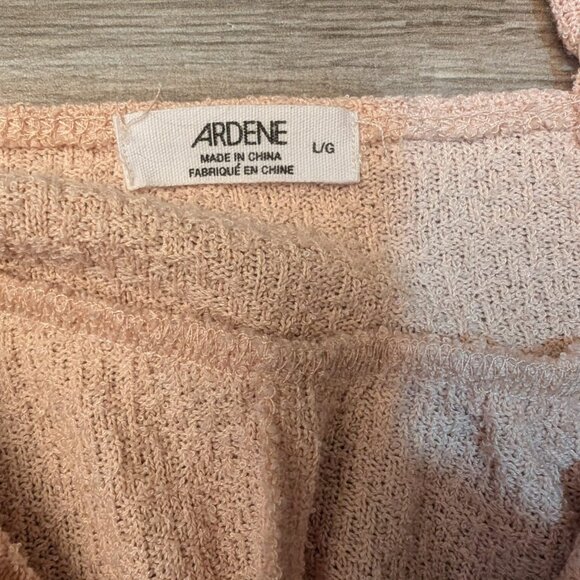 ARDENE
L/G
MADE IN CHINA
FABRIQUÉ EN CHINE